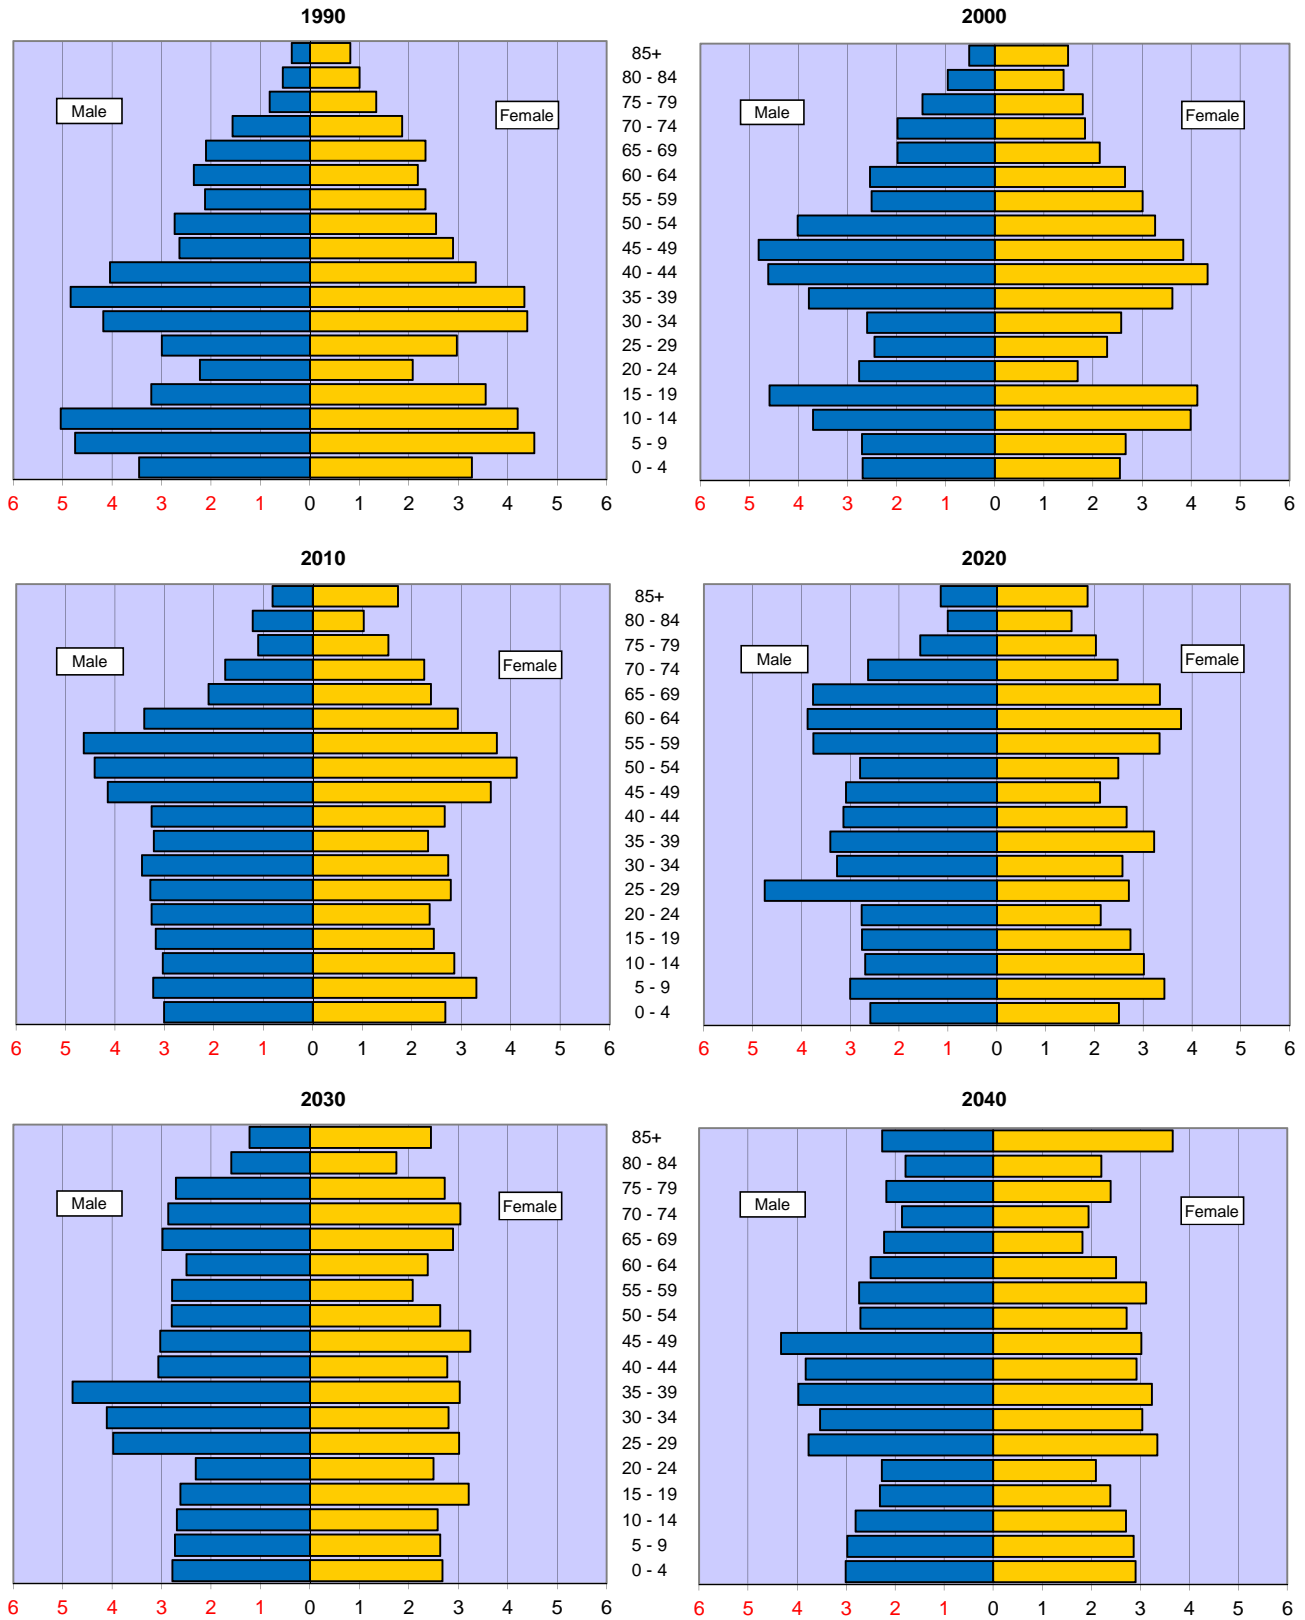 1990
2000
Male
Female
Male
Female
85+
80 - 84
75 - 79
70 - 74
65 - 69
60 - 64
55 - 59
50 - 54
45 - 49
40 - 44
35 - 39
30 - 34
25 - 29
20 - 24
15 - 19
10 - 14
5 - 9
0 - 4
6 5 4 3 2 1 0 1 2 3 4 5 6
6 5 4 3 2 1 0 1 2 3 4 5 6
2010
2020
Male
Female
Male
Female
85+
80 - 84
75 - 79
70 - 74
65 - 69
60 - 64
55 - 59
50 - 54
45 - 49
40 - 44
35 - 39
30 - 34
25 - 29
20 - 24
15 - 19
10 - 14
5 - 9
0 - 4
6 5 4 3 2 1 0 1 2 3 4 5 6
6 5 4 3 2 1 0 1 2 3 4 5 6
2030
2040
Male
Female
Male
Female
85+
80 - 84
75 - 79
70 - 74
65 - 69
60 - 64
55 - 59
50 - 54
45 - 49
40 - 44
35 - 39
30 - 34
25 - 29
20 - 24
15 - 19
10 - 14
5 - 9
0 - 4
6 5 4 3 2 1 0 1 2 3 4 5 6
6 5 4 3 2 1 0 1 2 3 4 5 6